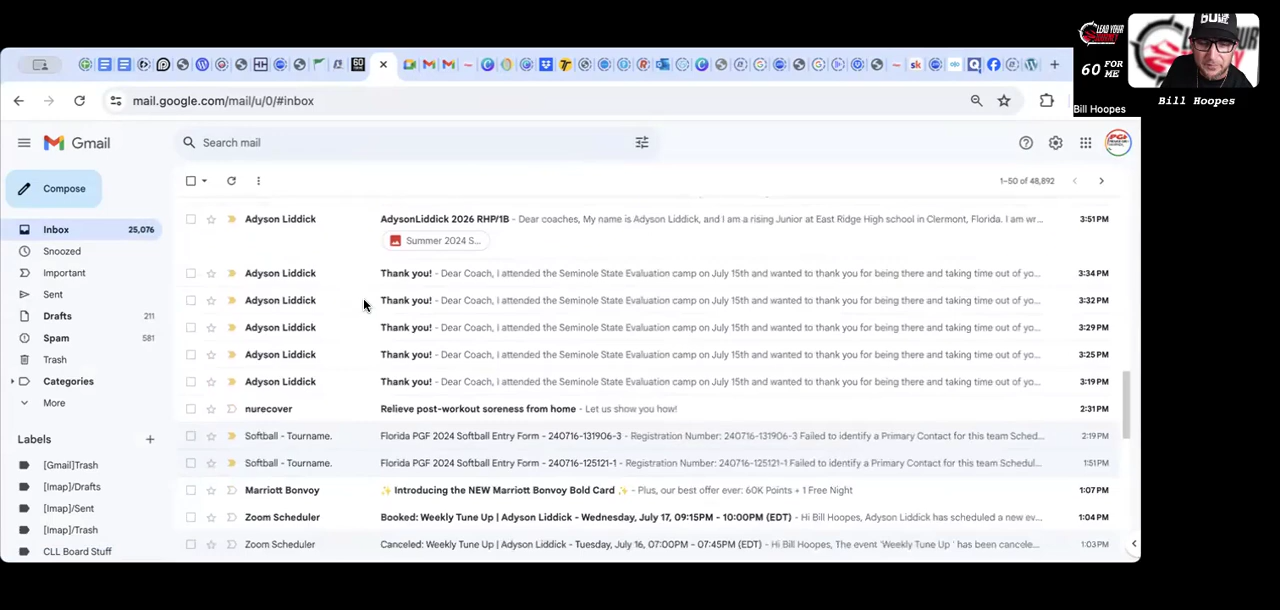 LEAD YOUR
JOURNEY
60 FOR
ME
Bill Hoopes
Bill Hoopes
mail.google.com/mail/u/0/#inbox
Gmail
Search mail
Compose
1–50 of 48,892
Inbox 25,076
Snoozed
Important
Sent
Drafts 211
Spam 581
Trash
Categories
More
Labels
[Gmail]Trash
[Imap]/Drafts
[Imap]/Sent
[Imap]/Trash
CLL Board Stuff
Adyson Liddick AdysonLiddick 2026 RHP/1B - Dear coaches, My name is Adyson Liddick, and I am a rising Junior at East Ridge High school in Clermont, Florida. I am wr... 3:51 PM
Summer 2024 S...
Adyson Liddick Thank you! - Dear Coach, I attended the Seminole State Evaluation camp on July 15th and wanted to thank you for being there and taking time out of yo... 3:34 PM
Adyson Liddick Thank you! - Dear Coach, I attended the Seminole State Evaluation camp on July 15th and wanted to thank you for being there and taking time out of yo... 3:32 PM
Adyson Liddick Thank you! - Dear Coach, I attended the Seminole State Evaluation camp on July 15th and wanted to thank you for being there and taking time out of yo... 3:29 PM
Adyson Liddick Thank you! - Dear Coach, I attended the Seminole State Evaluation camp on July 15th and wanted to thank you for being there and taking time out of yo... 3:25 PM
Adyson Liddick Thank you! - Dear Coach, I attended the Seminole State Evaluation camp on July 15th and wanted to thank you for being there and taking time out of yo... 3:19 PM
nurecover Relieve post-workout soreness from home - Let us show you how! 2:31 PM
Softball - Tourname. Florida PGF 2024 Softball Entry Form - 240716-131906-3 - Registration Number: 240716-131906-3 Failed to identify a Primary Contact for this team Sched... 2:19 PM
Softball - Tourname. Florida PGF 2024 Softball Entry Form - 240716-125121-1 - Registration Number: 240716-125121-1 Failed to identify a Primary Contact for this team Schedul... 1:51 PM
Marriott Bonvoy ✨ Introducing the NEW Marriott Bonvoy Bold Card ✨ - Plus, our best offer ever: 60K Points + 1 Free Night 1:07 PM
Zoom Scheduler Booked: Weekly Tune Up | Adyson Liddick - Wednesday, July 17, 09:15PM - 10:00PM (EDT) - Hi Bill Hoopes, Adyson Liddick has scheduled a new ev... 1:04 PM
Zoom Scheduler Canceled: Weekly Tune Up | Adyson Liddick - Tuesday, July 16, 07:00PM - 07:45PM (EDT) - Hi Bill Hoopes, The event 'Weekly Tune Up ' has been cancele... 1:03 PM